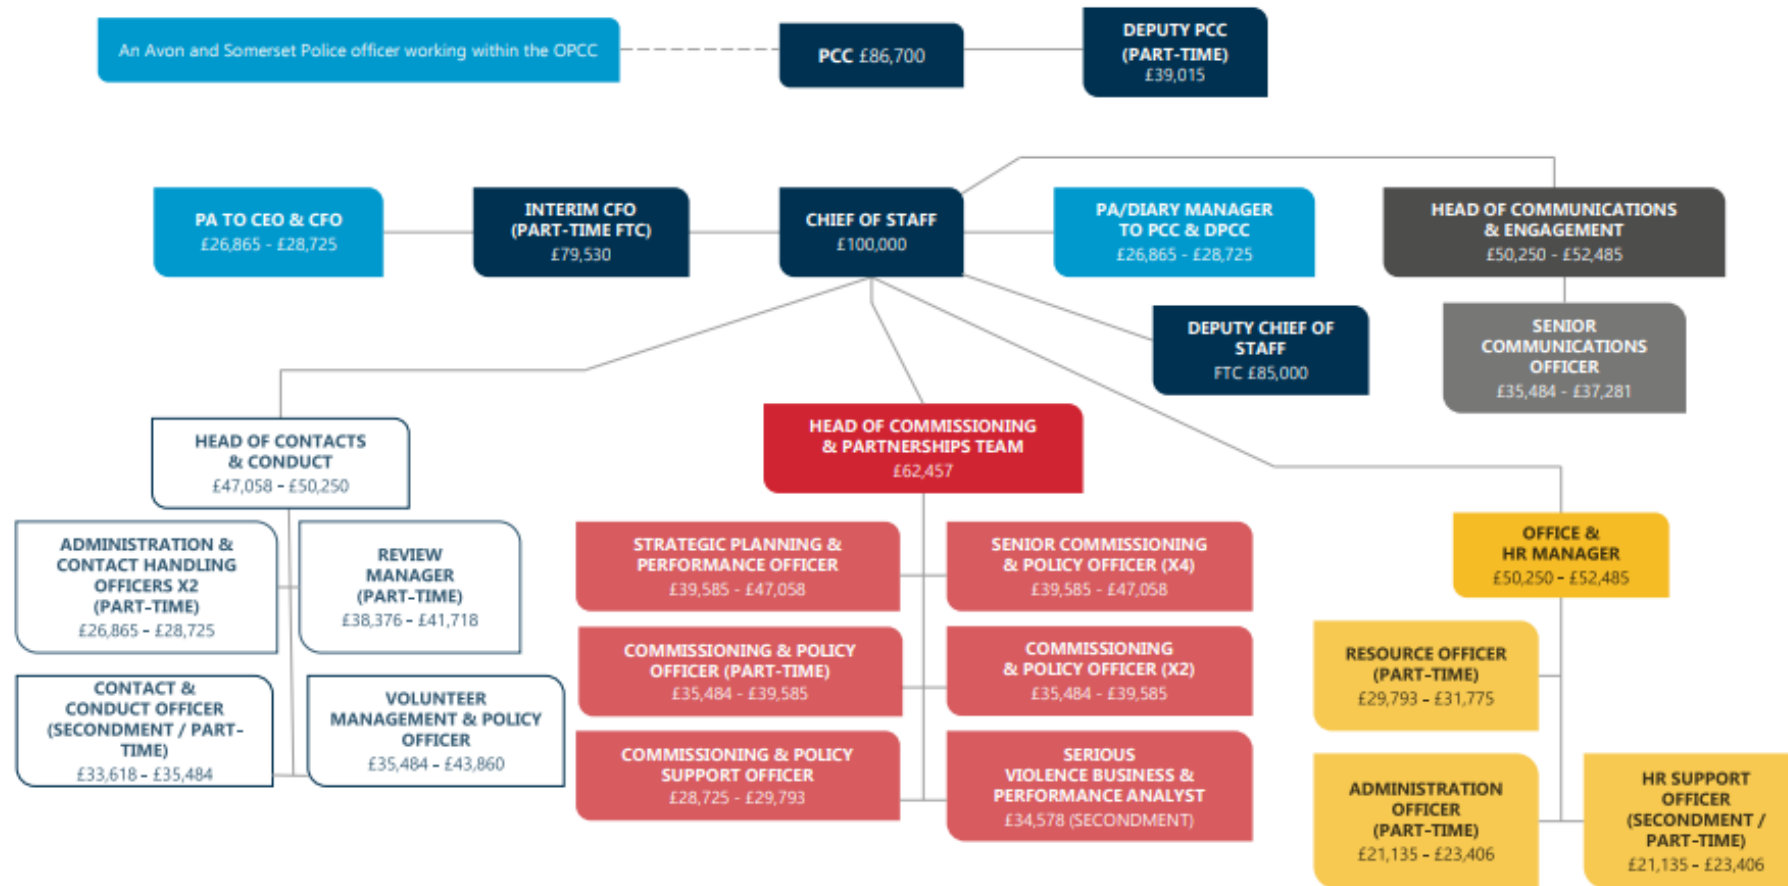 An Avon and Somerset Police officer working within the OPCC
PCC £86,700
DEPUTY PCC
(PART-TIME)
£39,015
PA TO CEO & CFO
£26,865 - £28,725
INTERIM CFO
(PART-TIME FTC)
£79,530
CHIEF OF STAFF
£100,000
PA/DIARY MANAGER
TO PCC & DPCC
£26,865 - £28,725
HEAD OF COMMUNICATIONS
& ENGAGEMENT
£50,250 - £52,485
DEPUTY CHIEF OF
STAFF
FTC £85,000
SENIOR
COMMUNICATIONS
OFFICER
£35,484 - £37,281
HEAD OF CONTACTS
& CONDUCT
£47,058 – £50,250
HEAD OF COMMISSIONING
& PARTNERSHIPS TEAM
£62,457
OFFICE &
HR MANAGER
£50,250 – £52,485
ADMINISTRATION &
CONTACT HANDLING
OFFICERS X2
(PART-TIME)
£26,865 – £28,725
REVIEW
MANAGER
(PART-TIME)
£38,376 – £41,718
CONTACT &
CONDUCT OFFICER
(SECONDMENT / PART-
TIME)
£33,618 – £35,484
VOLUNTEER
MANAGEMENT & POLICY
OFFICER
£35,484 – £43,860
STRATEGIC PLANNING &
PERFORMANCE OFFICER
£39,585 - £47,058
SENIOR COMMISSIONING
& POLICY OFFICER (X4)
£39,585 - £47,058
COMMISSIONING & POLICY
OFFICER (PART-TIME)
£35,484 - £39,585
COMMISSIONING
& POLICY OFFICER (X2)
£35,484 - £39,585
COMMISSIONING & POLICY
SUPPORT OFFICER
£28,725 - £29,793
SERIOUS
VIOLENCE BUSINESS &
PERFORMANCE ANALYST
£34,578 (SECONDMENT)
RESOURCE OFFICER
(PART-TIME)
£29,793 – £31,775
ADMINISTRATION
OFFICER
(PART-TIME)
£21,135 – £23,406
HR SUPPORT
OFFICER
(SECONDMENT /
PART-TIME)
£21,135 – £23,406